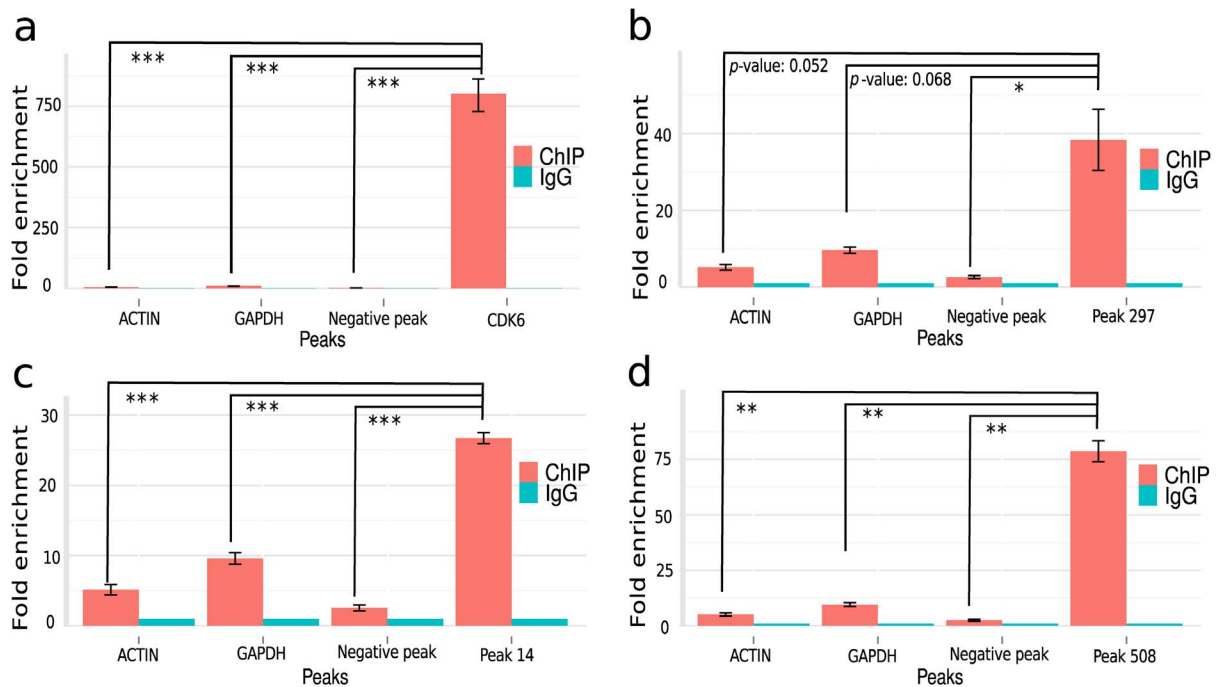 a
Fold enrichment
750
500
250
0
***
***
***
ChIP
IgG
ACTIN GAPDH Negative peak CDK6
Peaks
b
Fold enrichment
40
20
0
p-value: 0.052
p-value: 0.068
*
ChIP
IgG
ACTIN GAPDH Negative peak Peak 297
Peaks
c
Fold enrichment
30
20
10
0
***
***
***
ChIP
IgG
ACTIN GAPDH Negative peak Peak 14
Peaks
d
Fold enrichment
75
50
25
0
**
**
**
ChIP
IgG
ACTIN GAPDH Negative peak Peak 508
Peaks